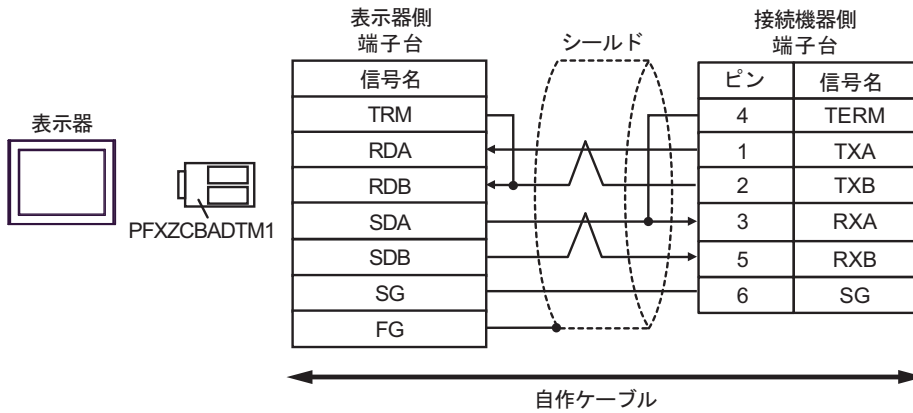 表示器側
端子台
シールド
接続機器側
端子台
信号名
ピン 信号名
TRM
4 TERM
表示器
RDA
1 TXA
RDB
2 TXB
PFXZCBADTM1
SDA
3 RXA
SDB
5 RXB
SG
6 SG
FG
自作ケーブル